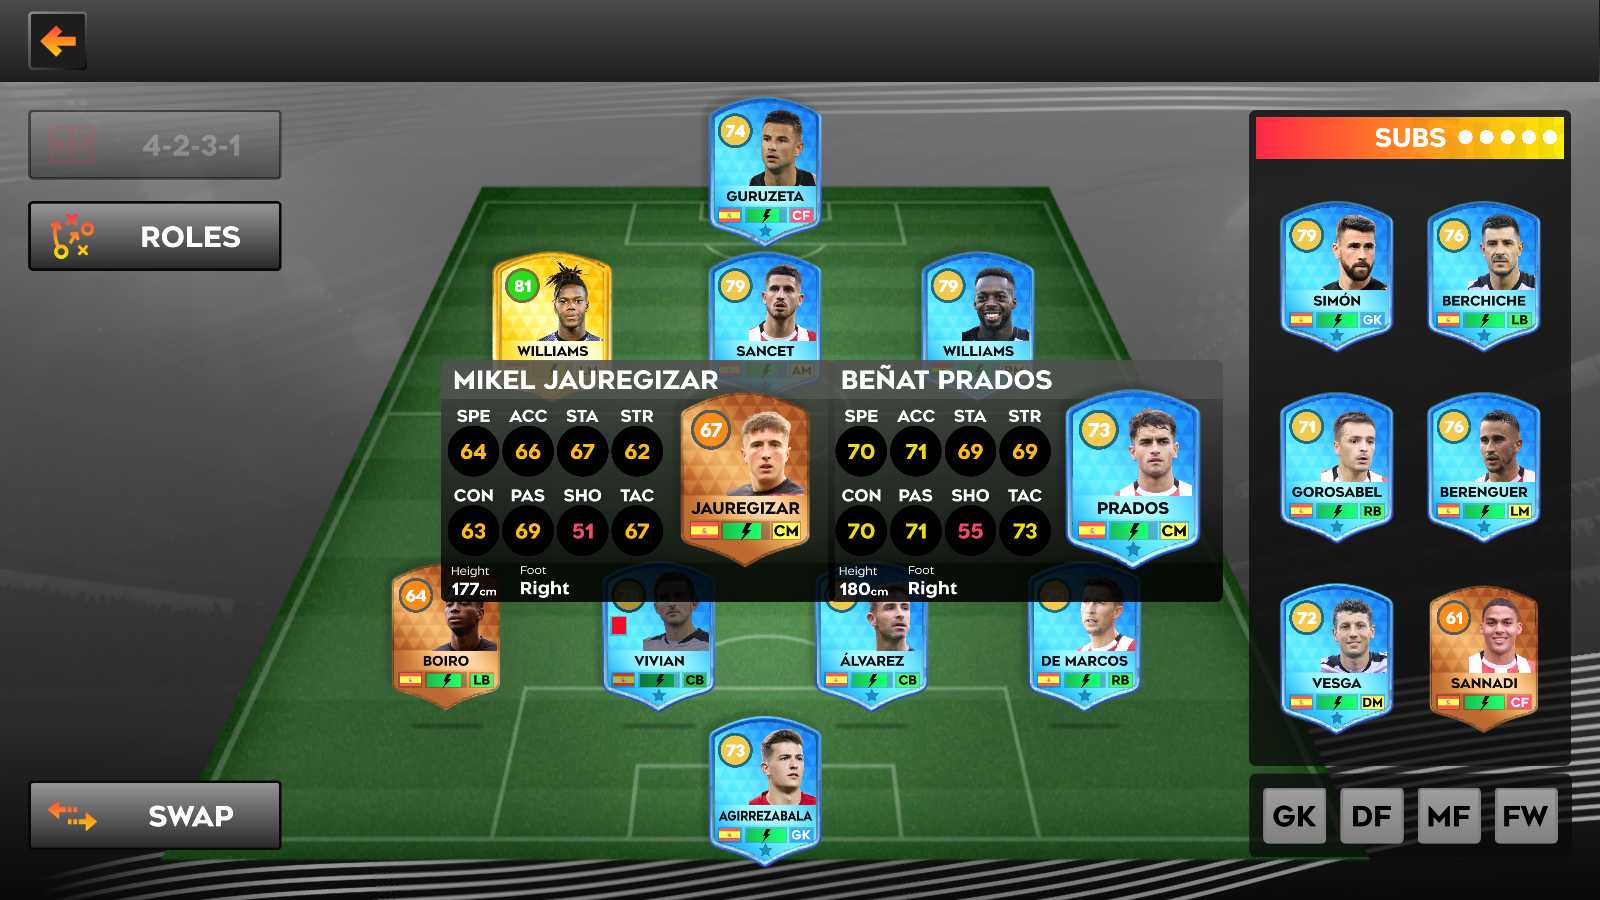 4-2-3-1
ROLES
SWAP
74
GURUZETA
CF
81
WILLIAMS
79
SANCET
AM
79
WILLIAMS
MIKEL JAUREGIZAR
SPE ACC STA STR
64 66 67 62
CON PAS SHO TAC
63 69 51 67
Height Foot
177cm Right
67
JAUREGIZAR
CM
BEÑAT PRADOS
SPE ACC STA STR
70 71 69 69
CON PAS SHO TAC
70 71 55 73
Height Foot
180cm Right
73
PRADOS
CM
64
BOIRO
LB
VIVIAN
CB
ÁLVAREZ
CB
75
DE MARCOS
RB
73
AGIRREZABALA
GK
SUBS
79
SIMÓN
GK
76
BERCHICHE
LB
71
GOROSABEL
RB
76
BERENGUER
LM
72
VESGA
DM
61
SANNADI
CF
GK DF MF FW